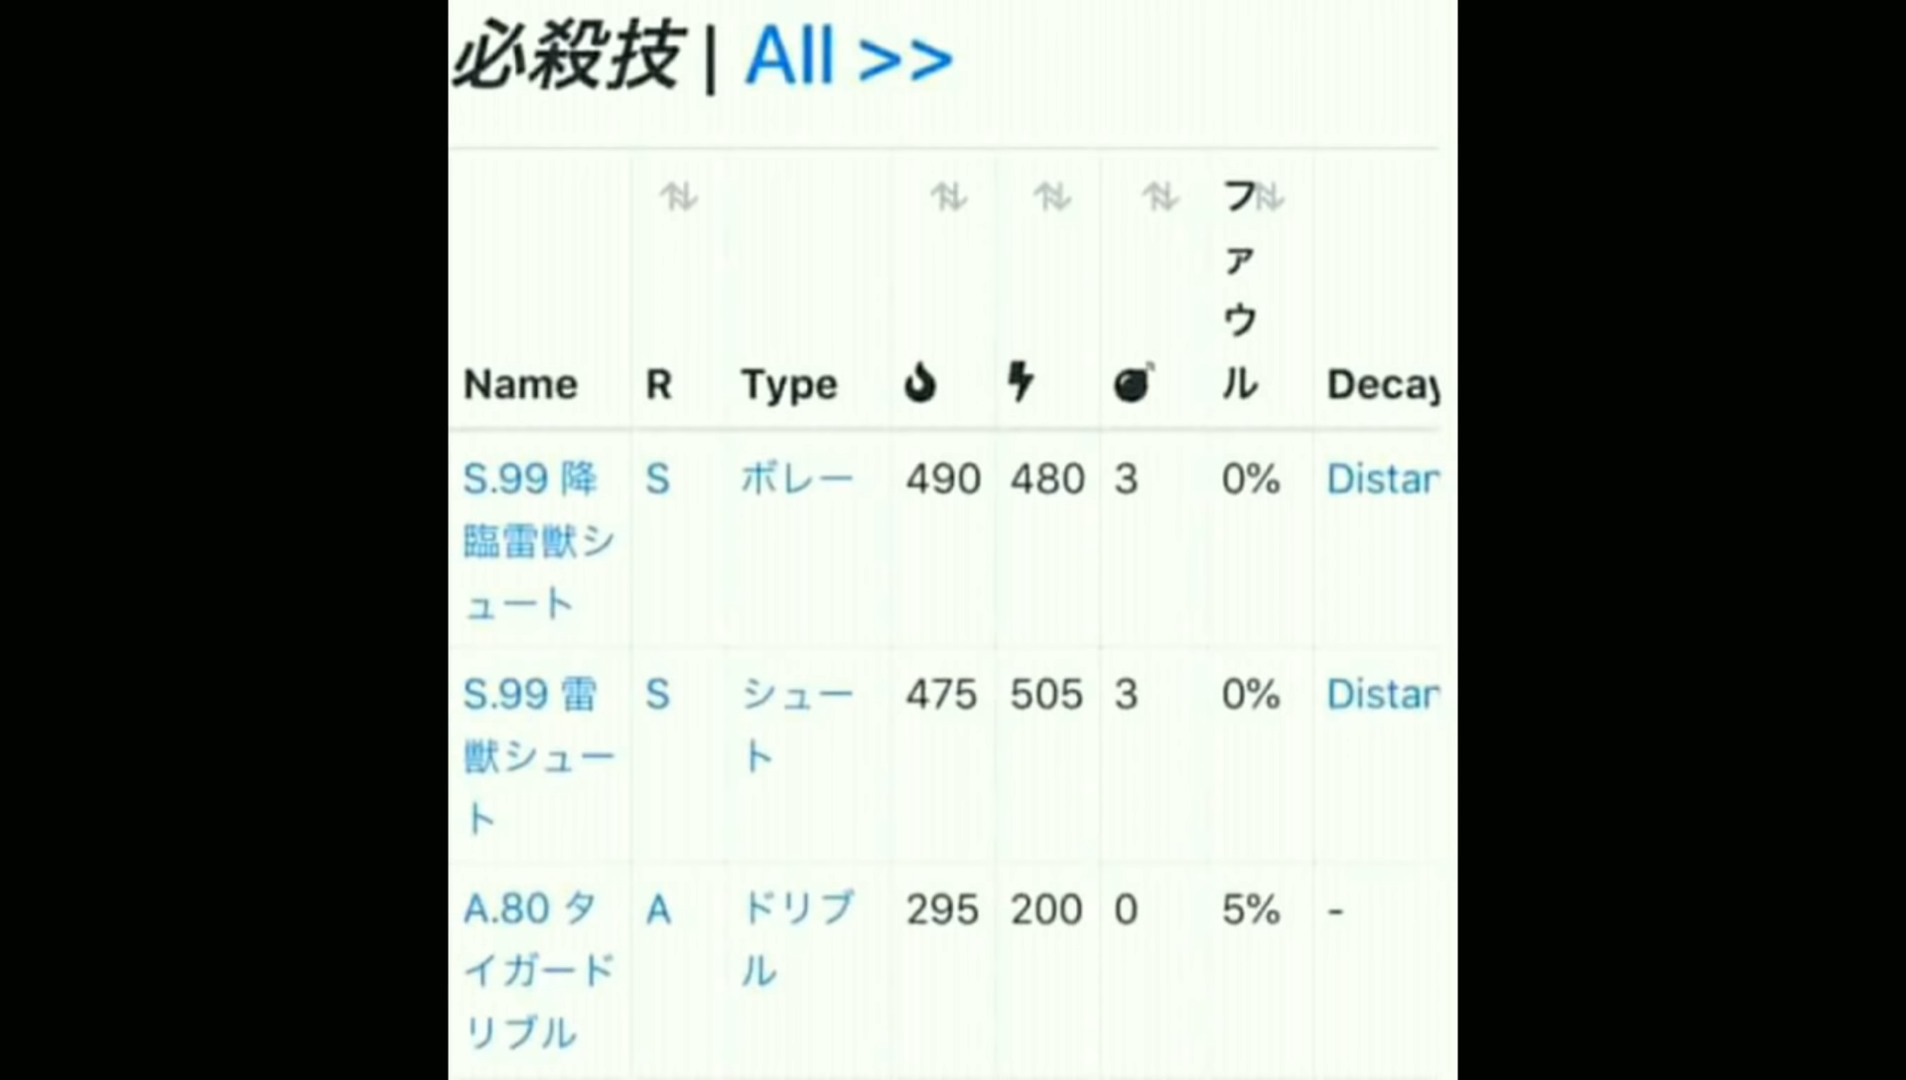 必殺技 | All >>
ファウル
Name R Type Decay
S.99 降 S ボレー 490 480 3 0% Distan
臨雷獣シ
ュート
S.99 雷 S シュー 475 505 3 0% Distan
獣シュー ト
ト
A.80 タ A ドリブ 295 200 0 5% -
イガード ル
リブル